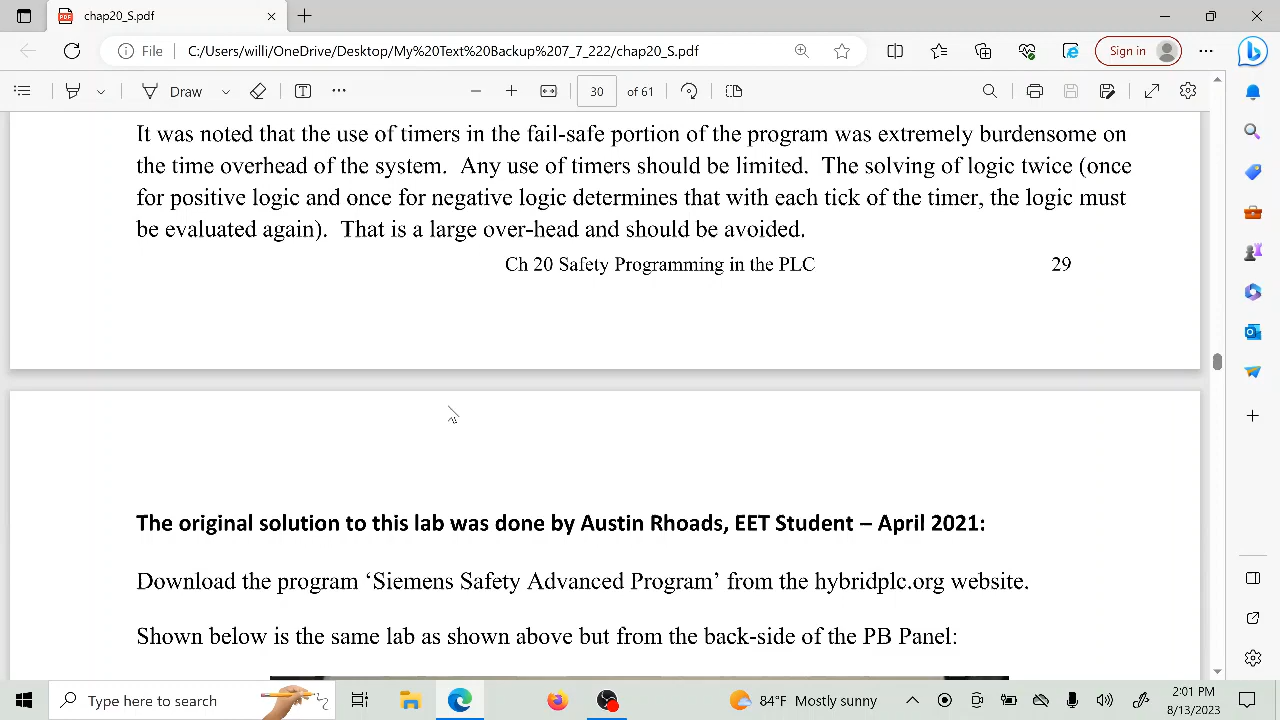 chap20_S.pdf
File
C:/Users/willi/OneDrive/Desktop/My%20Text%20Backup%207_7_222/chap20_S.pdf
Sign in
Draw
30 of 61
It was noted that the use of timers in the fail-safe portion of the program was extremely burdensome on
the time overhead of the system. Any use of timers should be limited. The solving of logic twice (once
for positive logic and once for negative logic determines that with each tick of the timer, the logic must
be evaluated again). That is a large over-head and should be avoided.
Ch 20 Safety Programming in the PLC 29
The original solution to this lab was done by Austin Rhoads, EET Student – April 2021:
Download the program ‘Siemens Safety Advanced Program’ from the hybridplc.org website.
Shown below is the same lab as shown above but from the back-side of the PB Panel:
Type here to search
84°F Mostly sunny
2:01 PM
8/13/2023